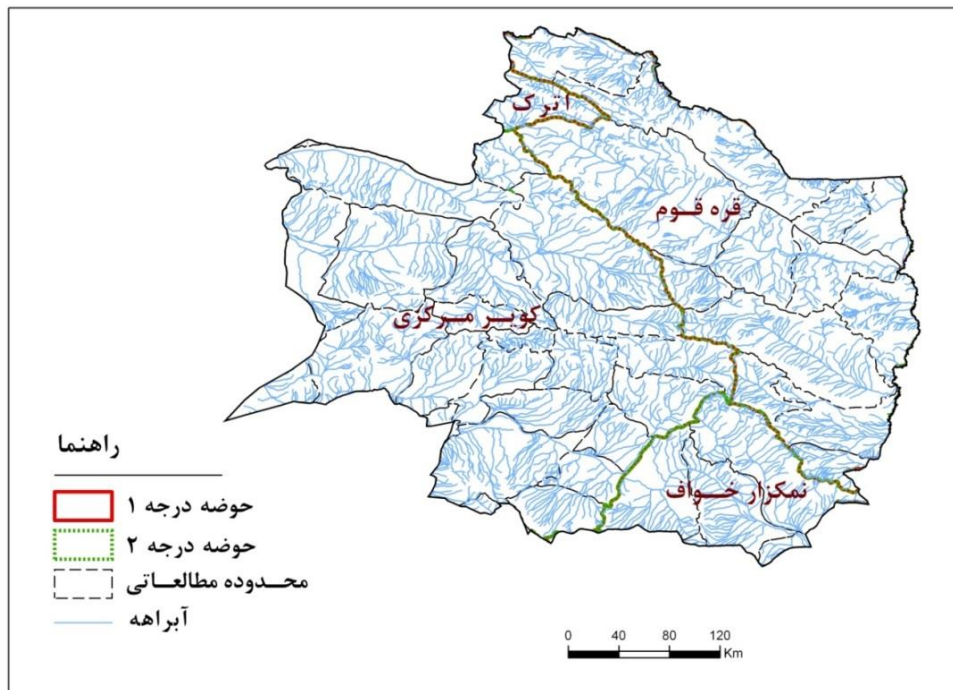 اترک
قره قوم
کویر مرکزی
نمکزار خواف
راهنما
حوضه درجه ۱
حوضه درجه ۲
محدوده مطالعاتی
آبراهه
0 40 80 120
Km